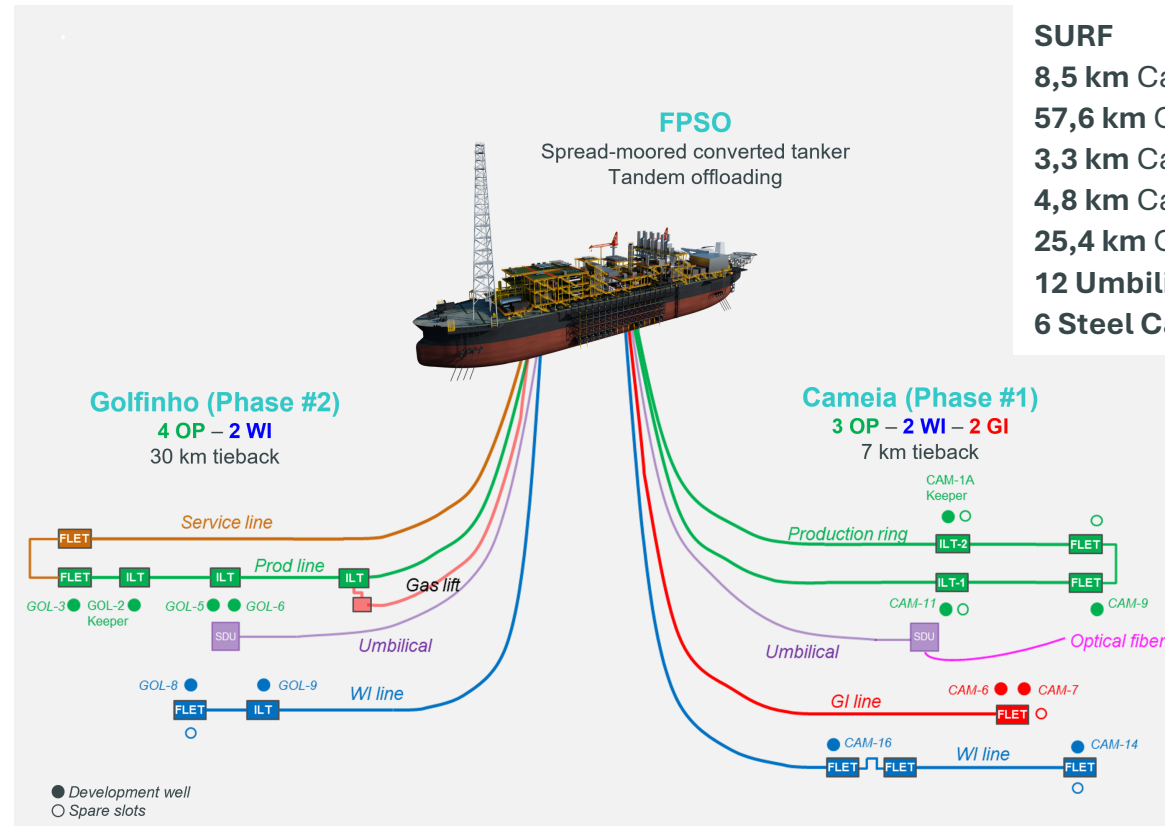 SURF
8,5 km
57,6 km
3,3 km
4,8 km
25,4 km
12
6 Steel
FPSO
Spread-moored converted tanker
Tandem offloading
Golfinho (Phase #2)
4 OP – 2 WI
30 km tieback
Service line
FLET
Prod line
FLET
ILT
ILT
ILT
Gas lift
GOL-3
GOL-2
Keeper
GOL-5
GOL-6
SDU
Umbilical
GOL-8
GOL-9
WI line
FLET
ILT
Development well
Spare slots
Cameia (Phase #1)
3 OP – 2 WI – 2 GI
7 km tieback
CAM-1A
Keeper
Production ring
ILT-2
FLET
ILT-1
FLET
CAM-11
CAM-9
SDU
Umbilical
Optical fiber
CAM-6
CAM-7
GI line
FLET
CAM-16
WI line
CAM-14
FLET
FLET
FLET